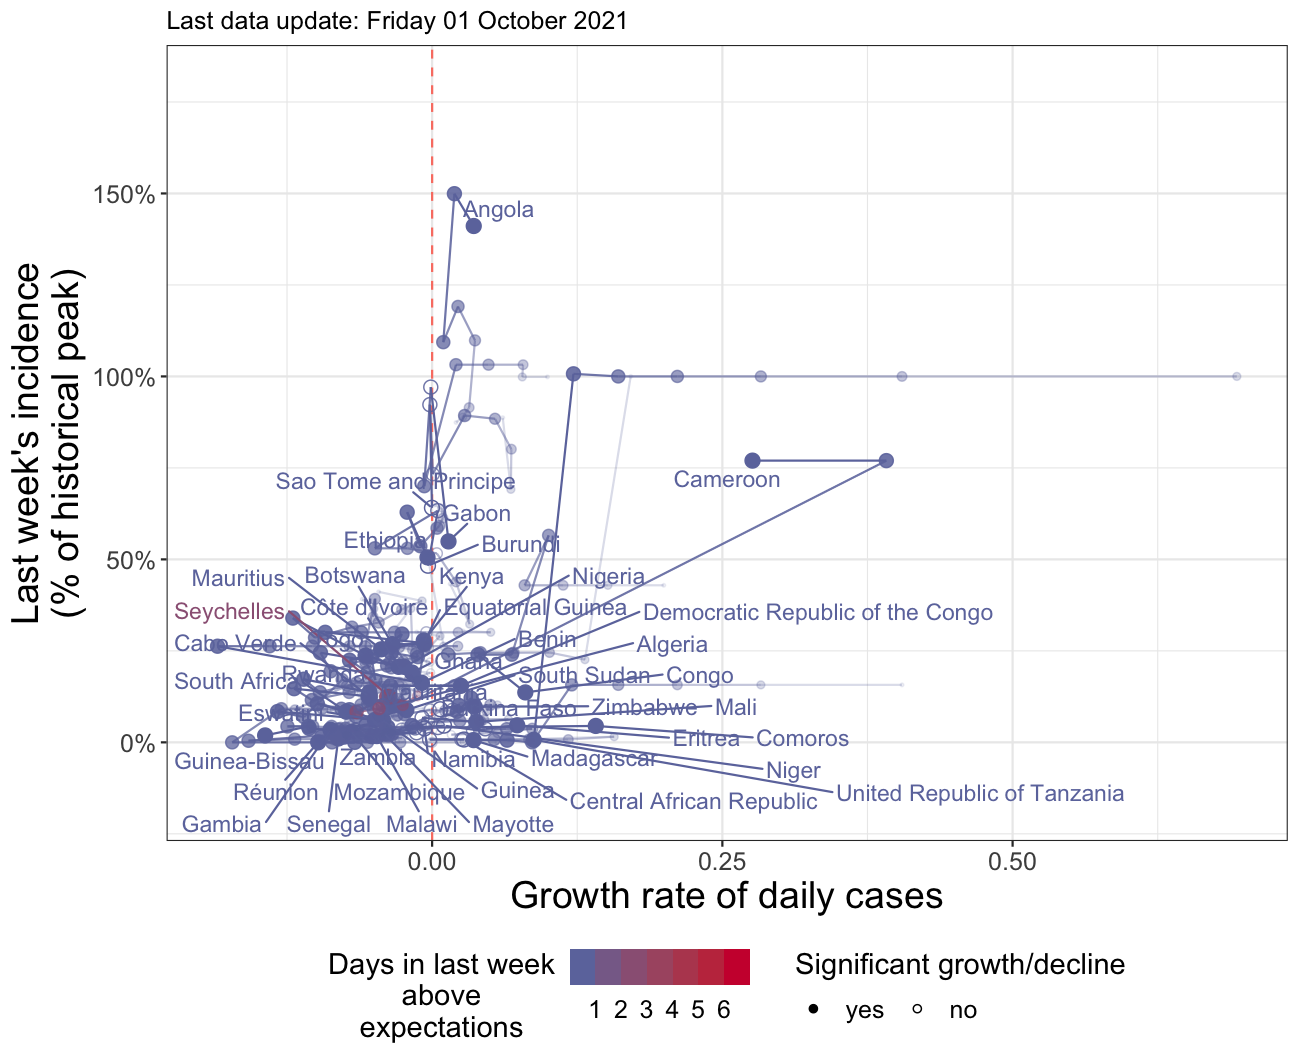 Last data update: Friday 01 October 2021
Last week's incidence
(% of historical peak)
150%
100%
50%
0%
Angola
Sao Tome and Principe
Cameroon
Gabon
Ethiopia
Burundi
Mauritius
Botswana
Kenya
Nigeria
Seychelles
Côte d'Ivoire
Equatorial Guinea
Democratic Republic of the Congo
Cabo Verde
Togo
Benin
Algeria
Ghana
South Africa
Rwanda
South Sudan
Congo
Mauritania
Eswatini
Burkina Faso
Zimbabwe
Mali
Eritrea
Comoros
Guinea-Bissau
Zambia
Namibia
Madagascar
Niger
Réunion
Mozambique
Guinea
Central African Republic
United Republic of Tanzania
Gambia
Senegal
Malawi
Mayotte
0.00
0.25
0.50
Growth rate of daily cases
Days in last week
above
expectations
1 2 3 4 5 6
Significant growth/decline
yes
no